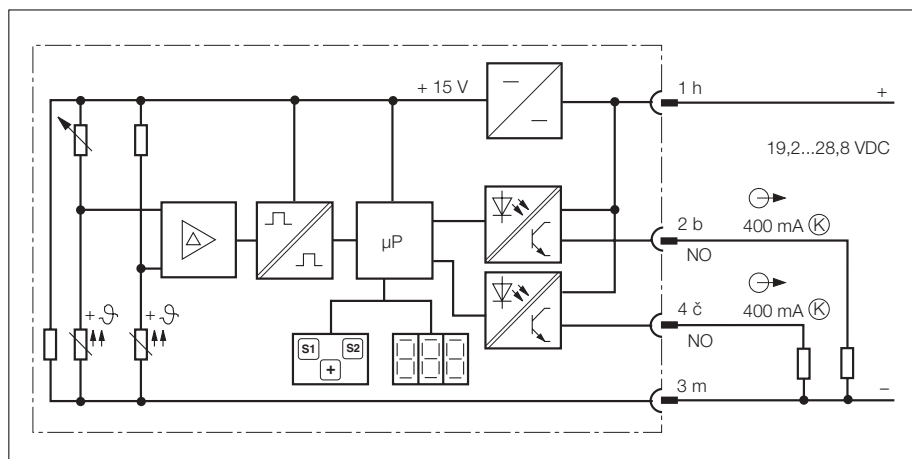 + 15 V
1 h
+
19,2...28,8 VDC
2 b
400 mA Ⓚ
NO
µP
4 č
400 mA Ⓚ
NO
+ ϑ
+ ϑ
S1
S2
+
3 m
–